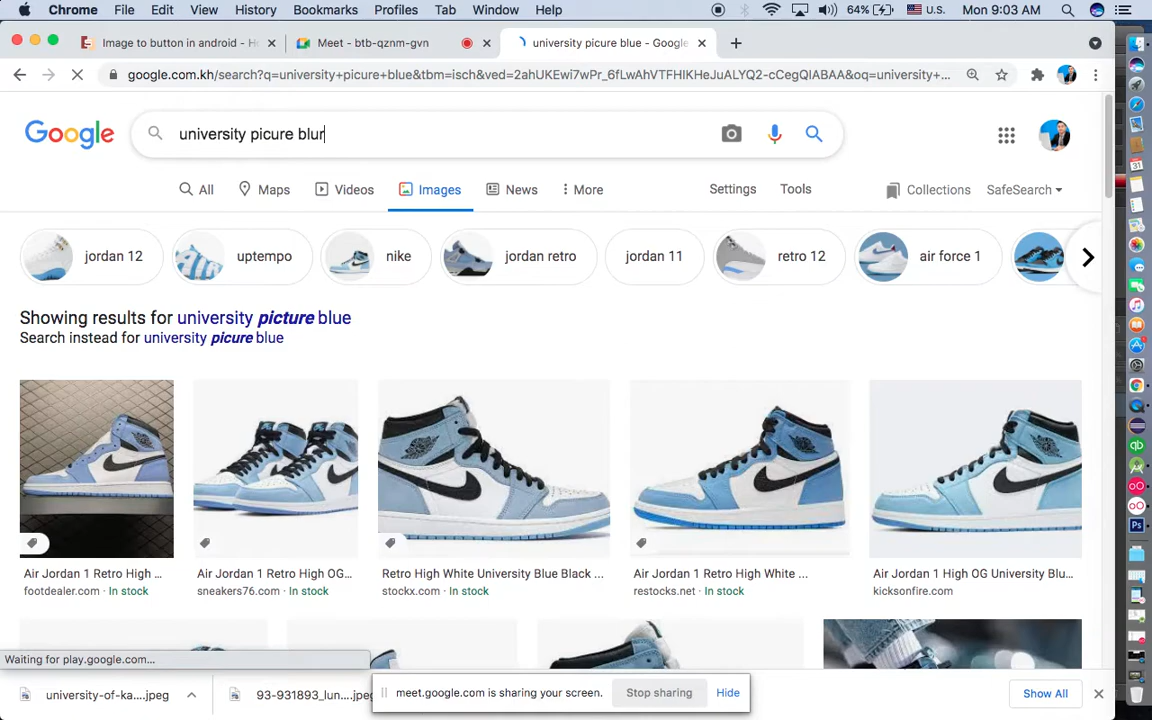 Chrome File Edit View History Bookmarks Profiles Tab Window Help 64% U.S. Mon 9:03 AM
Image to button in android - H Meet - btb-qznm-gvn university picure blue - Google
google.com.kh/search?q=university+picure+blue&tbm=isch&ved=2ahUKEwi7wPr_6fLwAhVTFHIKHeJuALYQ2-cCegQIABAA&oq=university+...
Google university picure blur
All Maps Videos Images News More Settings Tools Collections SafeSearch
jordan 12 uptempo nike jordan retro jordan 11 retro 12 air force 1
Showing results for university picture blue
Search instead for university picure blue
Air Jordan 1 Retro High ... Air Jordan 1 Retro High OG... Retro High White University Blue Black ... Air Jordan 1 Retro High White ... Air Jordan 1 High OG University Blu...
footdealer.com · In stock sneakers76.com · In stock stockx.com · In stock restocks.net · In stock kicksonfire.com
Waiting for play.google.com...
university-of-ka....jpeg 93-931893_lun....jpeg meet.google.com is sharing your screen. Stop sharing Hide Show All